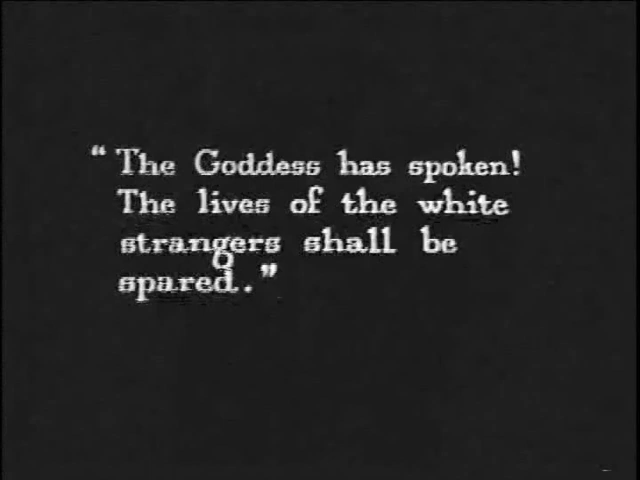 “The Goddess has spoken!
The lives of the white
strangers shall be
spared.”